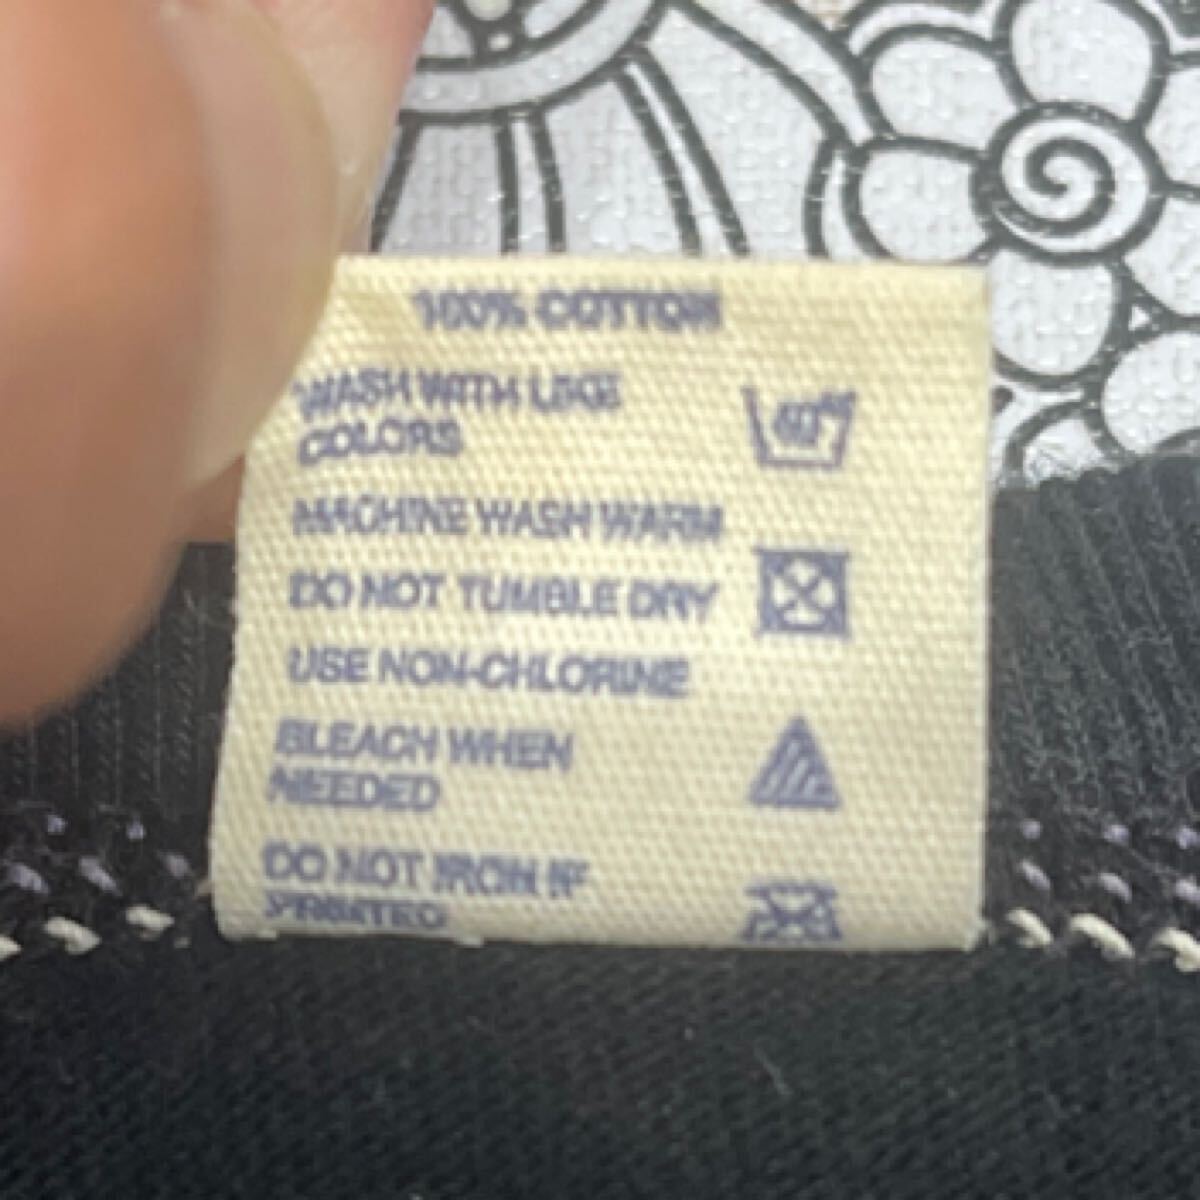 100% COTTON
WASH WITH LIKE
COLORS
40°
MACHINE WASH WARM
DO NOT TUMBLE DRY
USE NON-CHLORINE
BLEACH WHEN
NEEDED
DO NOT IRON IF
PRINTED